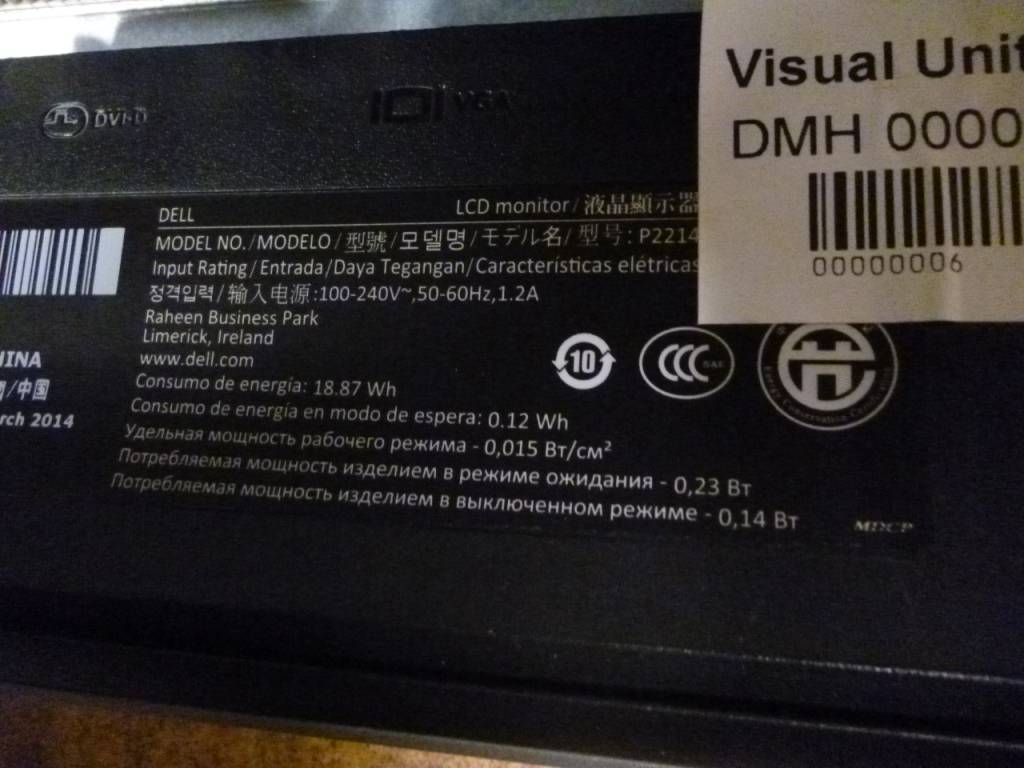 Visual Unit
DMH 0000
00000006
DVI-D
VGA
DELL
LCD monitor / 液晶顯示器
MODEL NO. / MODELO / 型號 / 모델명 / モデル名 / 型号 : P2214
Input Rating / Entrada / Daya Tegangan / Características elétricas
정격입력 / 输入电源 :100-240V~,50-60Hz,1.2A
Raheen Business Park
Limerick, Ireland
www.dell.com
10
S&E
Consumo de energía: 18.87 Wh
Consumo de energía en modo de espera: 0.12 Wh
Удельная мощность рабочего режима - 0,015 Вт/см²
Потребляемая мощность изделием в режиме ожидания - 0,23 Вт
Потребляемая мощность изделием в выключенном режиме - 0,14 Вт
MDCP
HINA
/中国
rch 2014